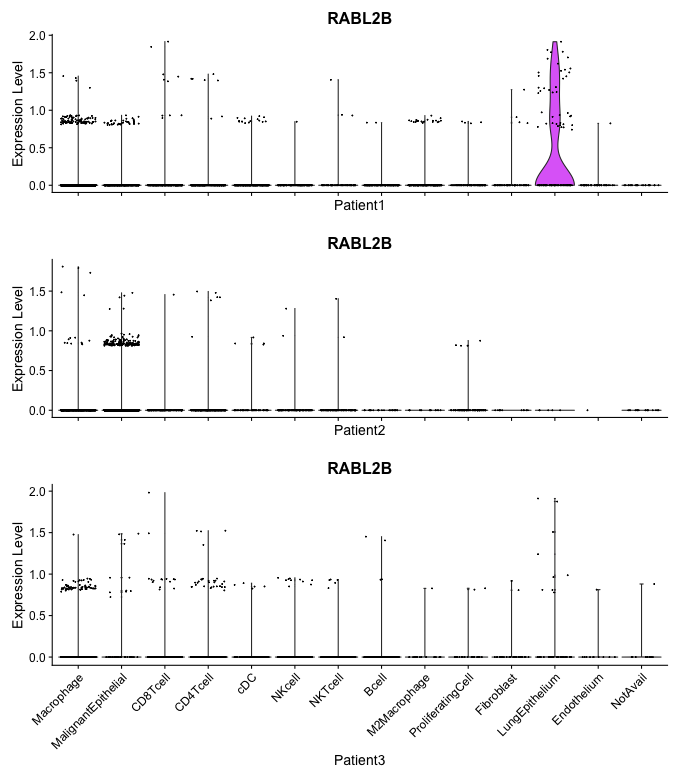 RABL2B
Expression Level
2.0
1.5
1.0
0.5
0.0
Patient1
RABL2B
Expression Level
1.5
1.0
0.5
0.0
Patient2
RABL2B
Expression Level
2.0
1.5
1.0
0.5
0.0
Macrophage
MalignantEpithelial
CD8Tcell
CD4Tcell
cDC
NKcell
NKTcell
Bcell
M2Macrophage
ProliferatingCell
Fibroblast
LungEpithelium
Endothelium
NotAvail
Patient3